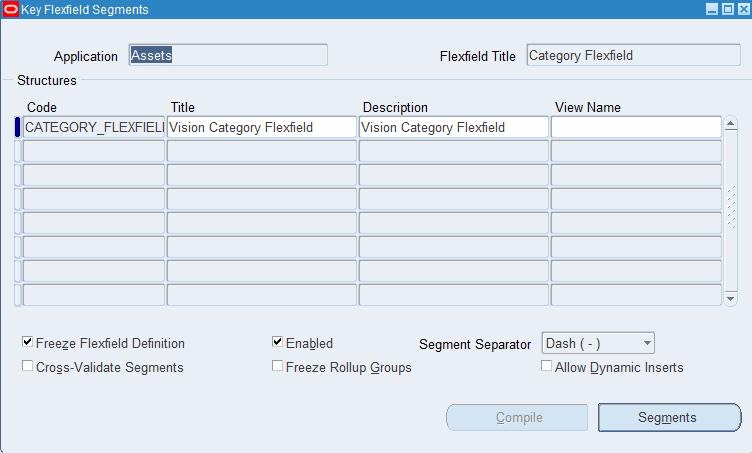 Key Flexfield Segments
Application Assets Flexfield Title Category Flexfield
Structures
Code Title Description View Name
CATEGORY_FLEXFIEL Vision Category Flexfield Vision Category Flexfield
Freeze Flexfield Definition Enabled Segment Separator Dash ( - )
Cross-Validate Segments Freeze Rollup Groups Allow Dynamic Inserts
Compile Segments